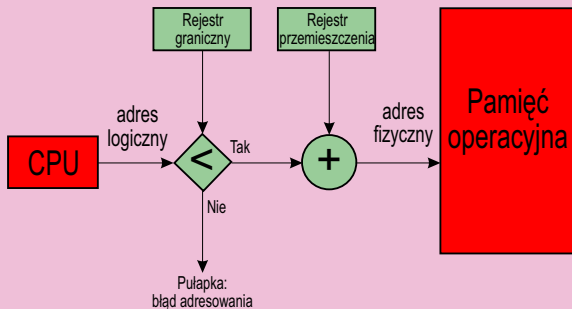 Rejestr
graniczny
Rejestr
przemieszczenia
adres
logiczny
adres
fizyczny
Pamięć
operacyjna
CPU
<
Tak
+
Nie
Pułapka:
błąd adresowania